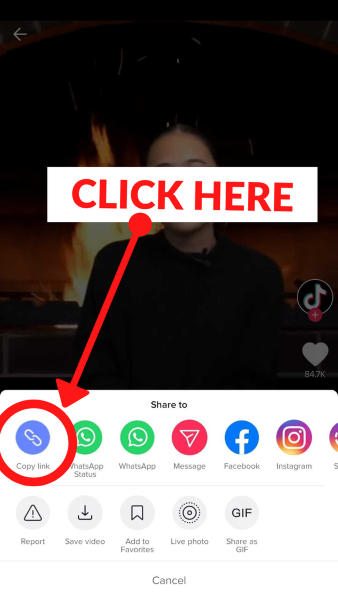 CLICK HERE
84.7K
Share to
Copy link
WhatsApp Status
WhatsApp
Message
Facebook
Instagram
S
GIF
Report
Save video
Add to Favorites
Live photo
Share as GIF
Cancel